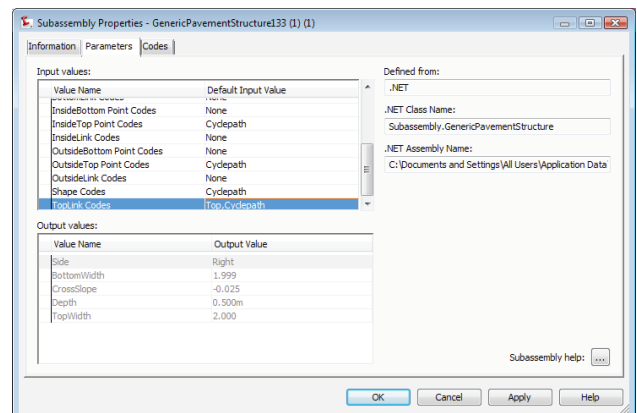 Subassembly Properties - GenericPavementStructure133 (1) (1)
Information Parameters Codes
Input values:
Value Name Default Input Value
None
InsideBottom Point Codes None
InsideTop Point Codes Cyclepath
InsideLink Codes None
OutsideBottom Point Codes None
OutsideTop Point Codes Cyclepath
OutsideLink Codes None
Shape Codes Cyclepath
TopLink Codes Top,Cyclepath
Output values:
Value Name Output Value
Side Right
BottomWidth 1.999
CrossSlope -0.025
Depth 0.500m
TopWidth 2.000
Defined from:
.NET
.NET Class Name:
Subassembly.GenericPavementStructure
.NET Assembly Name:
C:\Documents and Settings\All Users\Application Data
Subassembly help: ...
OK Cancel Apply Help